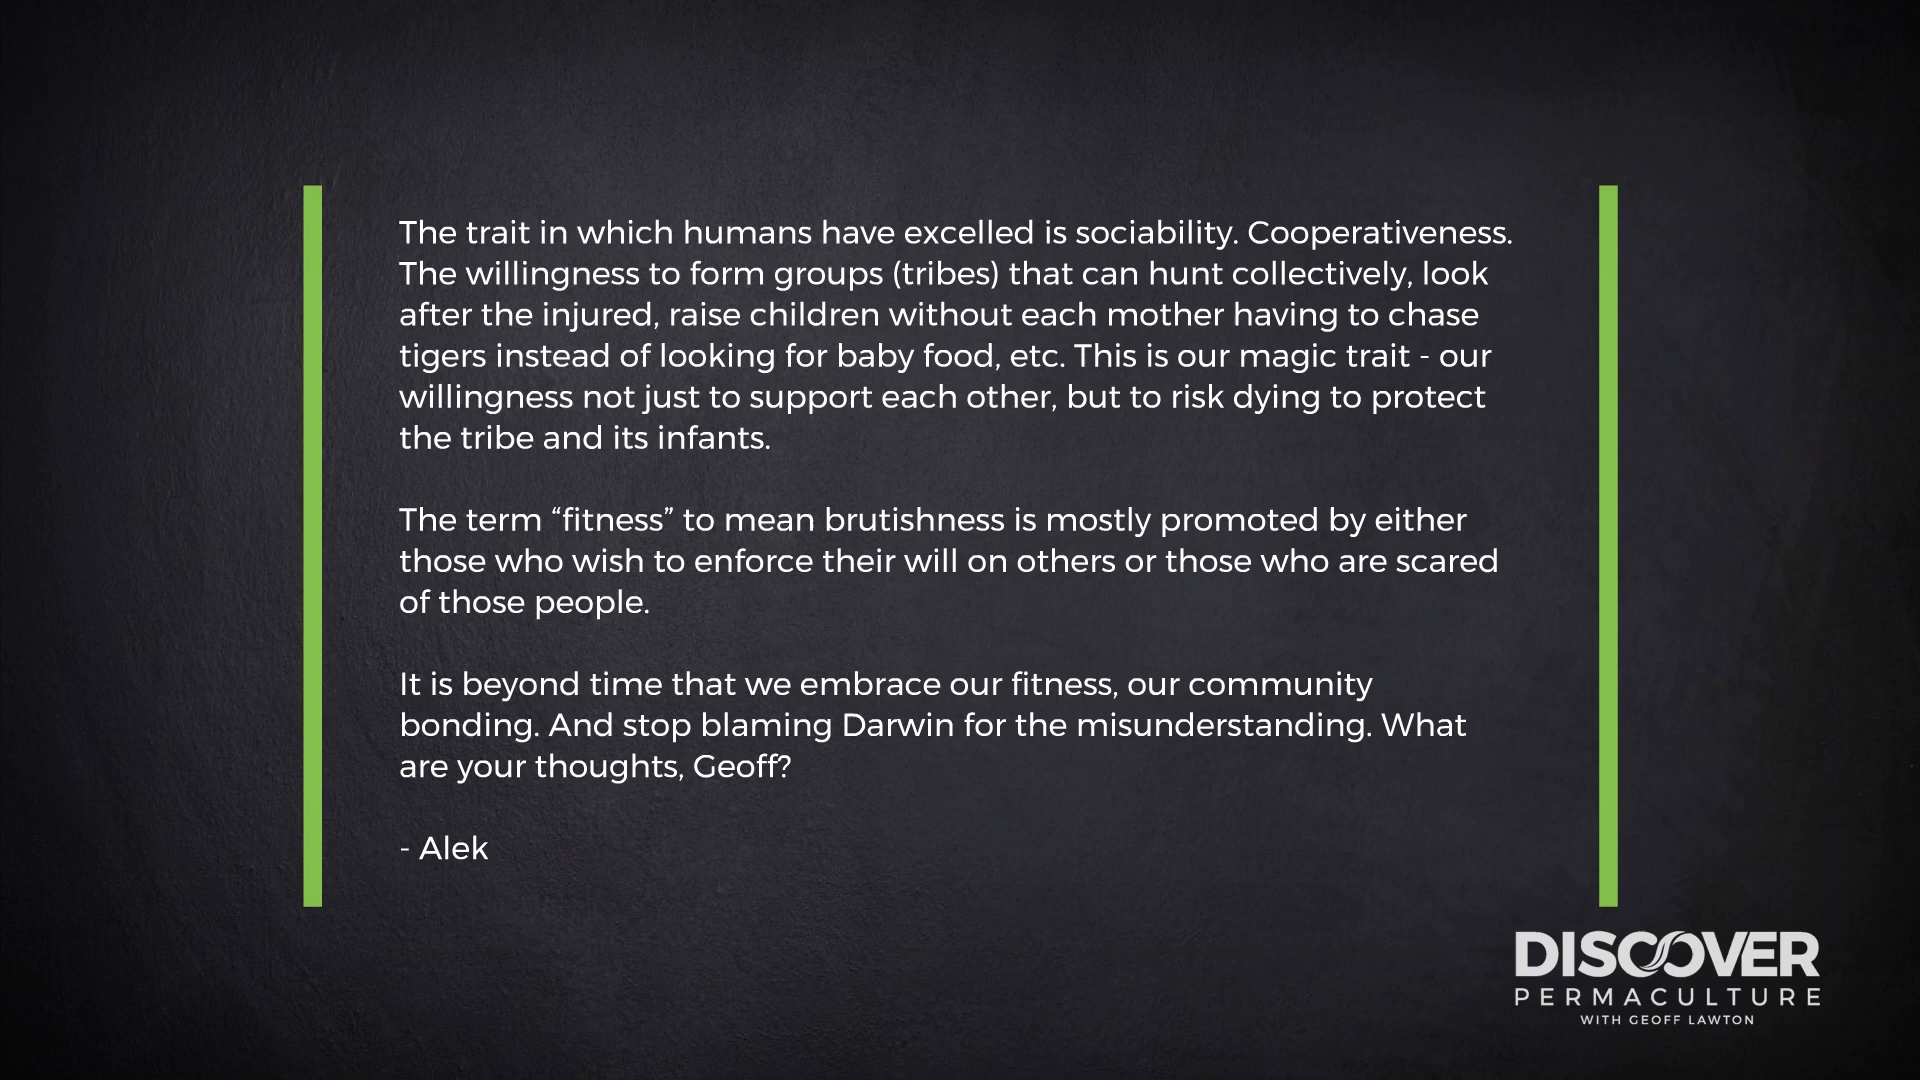 The trait in which humans have excelled is sociability. Cooperativeness.
The willingness to form groups (tribes) that can hunt collectively, look
after the injured, raise children without each mother having to chase
tigers instead of looking for baby food, etc. This is our magic trait - our
willingness not just to support each other, but to risk dying to protect
the tribe and its infants.
The term “fitness” to mean brutishness is mostly promoted by either
those who wish to enforce their will on others or those who are scared
of those people.
It is beyond time that we embrace our fitness, our community
bonding. And stop blaming Darwin for the misunderstanding. What
are your thoughts, Geoff?
- Alek
DISCOVER
PERMACULTURE
WITH GEOFF LAWTON